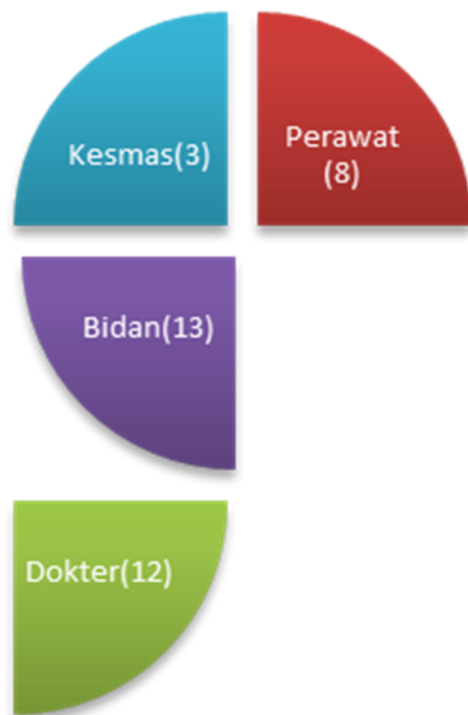 Kesmas(3)
Perawat
(8)
Bidan(13)
Dokter(12)